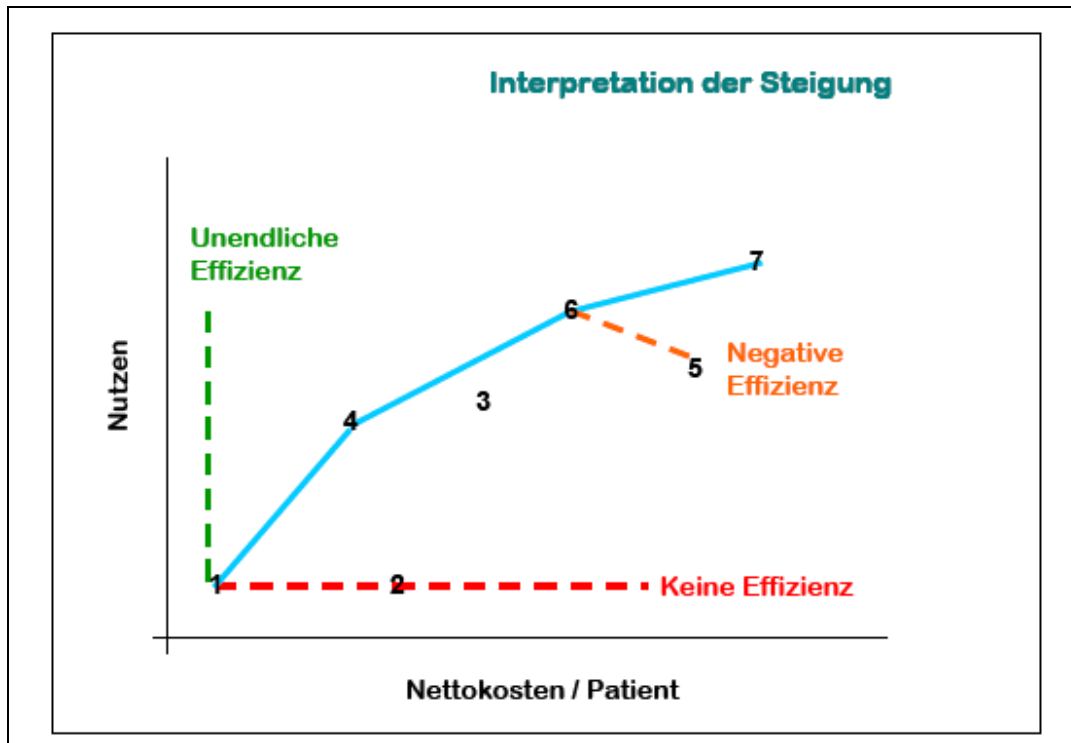 Interpretation der Steigung
Unendliche
Effizienz
7
6
Negative
Effizienz
5
3
4
Nutzen
1
2
Keine Effizienz
Nettokosten / Patient